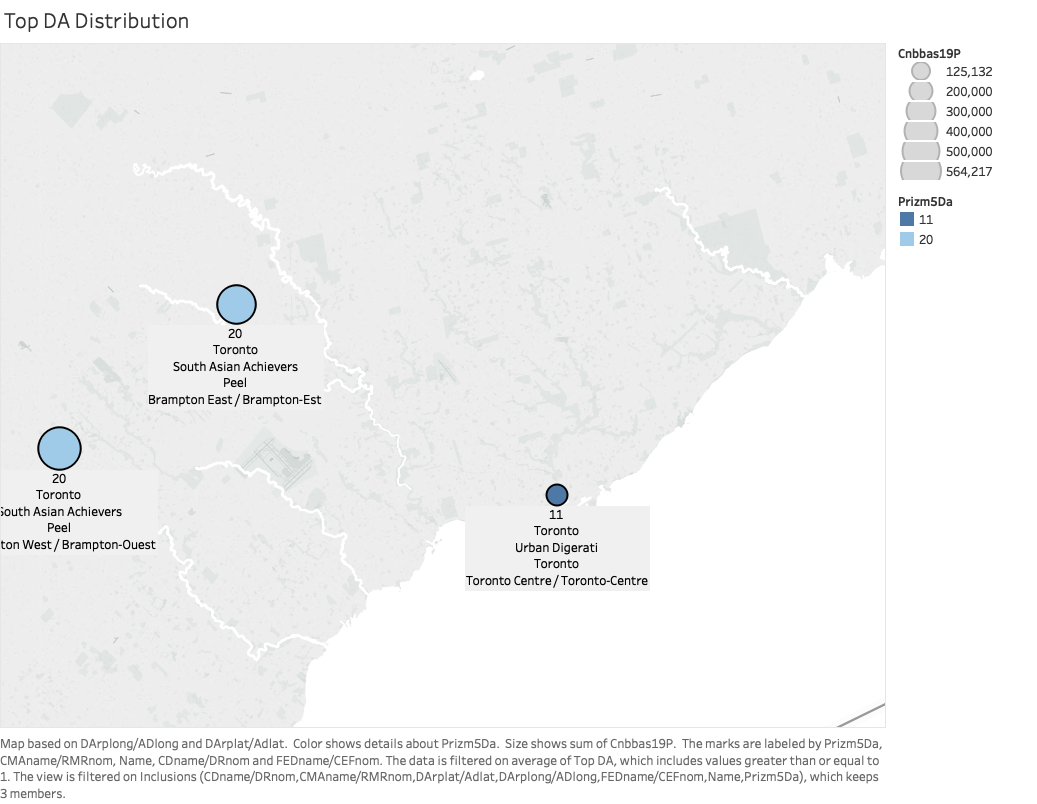 Top DA Distribution
Cnbbas19P
125,132
200,000
300,000
400,000
500,000
564,217
Prizm5Da
11
20
20
Toronto
South Asian Achievers
Peel
Brampton East / Brampton-Est
20
Toronto
South Asian Achievers
Peel
ton West / Brampton-Ouest
11
Toronto
Urban Digerati
Toronto
Toronto Centre / Toronto-Centre
Map based on DArplong/ADlong and DArplat/Adlat.  Color shows details about Prizm5Da.  Size shows sum of Cnbbas19P.  The marks are labeled by Prizm5Da,
CMAname/RMRnom, Name, CDname/DRnom and FEDname/CEFnom. The data is filtered on average of Top DA, which includes values greater than or equal to
1. The view is filtered on Inclusions (CDname/DRnom,CMAname/RMRnom,DArplat/Adlat,DArplong/ADlong,FEDname/CEFnom,Name,Prizm5Da), which keeps
3 members.